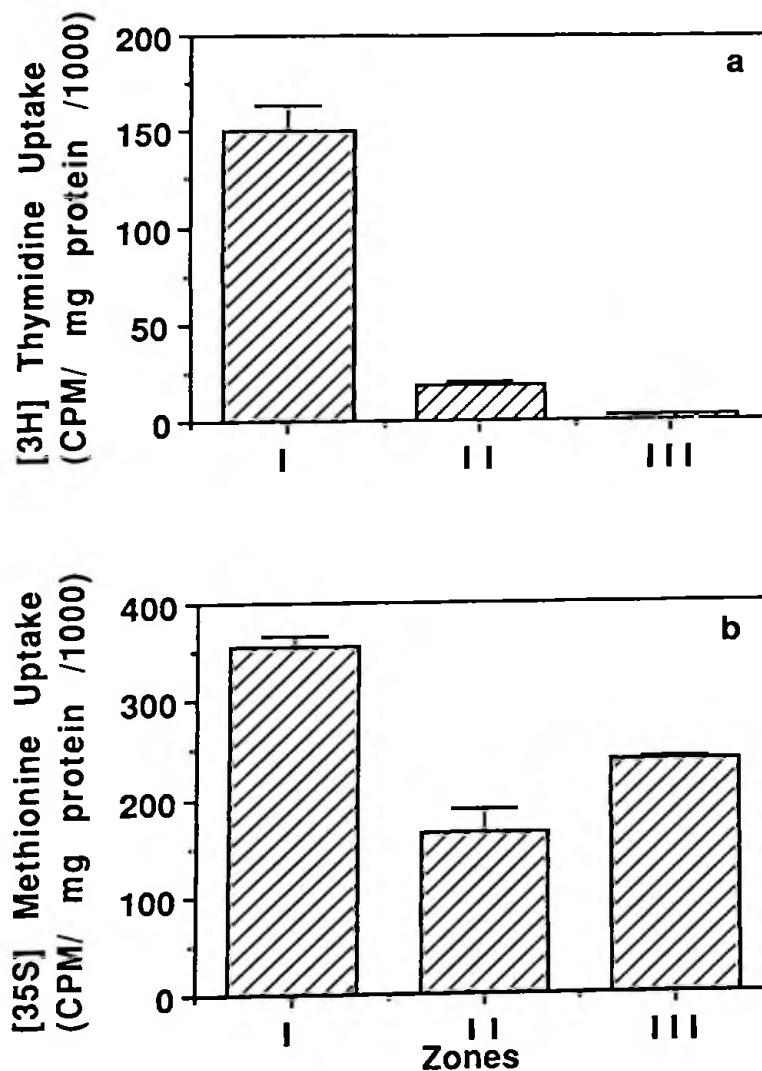 a
[3H] Thymidine Uptake
(CPM/ mg protein /1000)
200
150
100
50
0
I II III
b
[35S] Methionine Uptake
(CPM/ mg protein /1000)
400
300
200
100
0
I II III
Zones